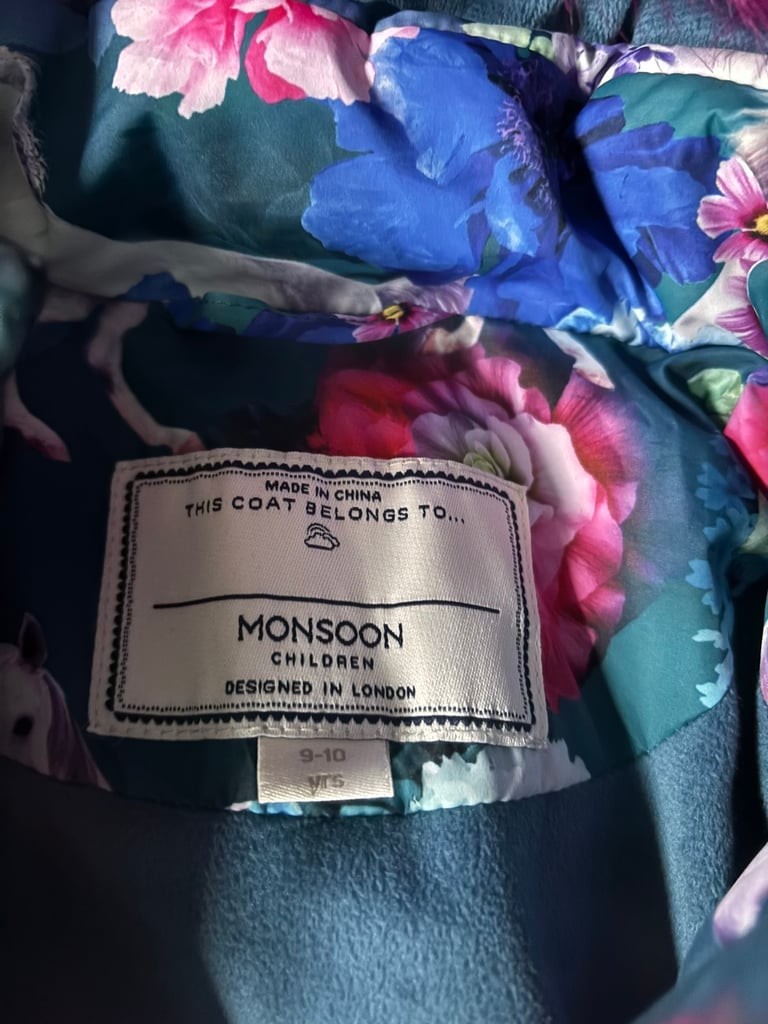 MADE IN CHINA
THIS COAT BELONGS TO...
MONSOON
CHILDREN
DESIGNED IN LONDON
9-10
yrs